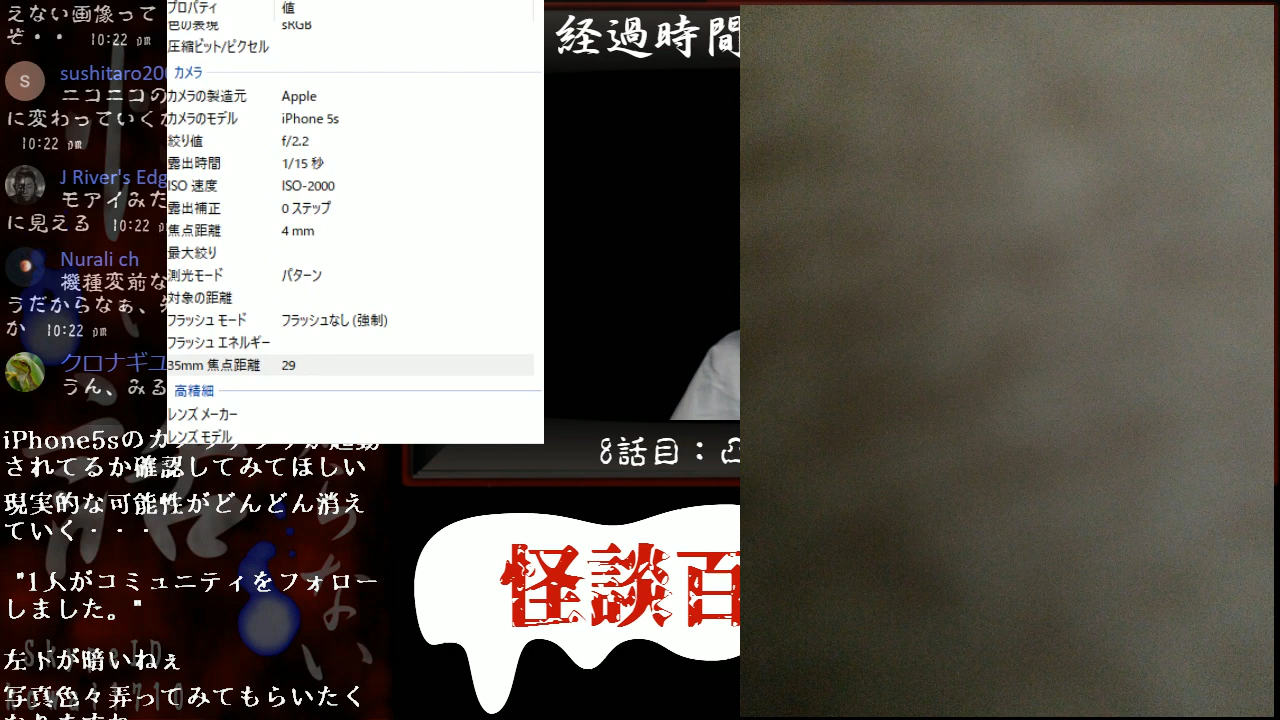 えない画像って
ぞ・・ 10:22 pm
sushitaro20
ニコニコの
に変わっていくな
10:22 pm
J River's Edg
モアイみた
に見える 10:22 p
Nurali ch
機種変前な
うだからなぁ、
か 10:22 pm
クロナギユ
うん、みる
iPhone5sのカ
されてるか確認してみてほしい
現実的な可能性がどんどん消え
ていく・・・
"1人がコミュニティをフォロー
しました。"
左下が暗いねぇ
写真色々弄ってみてもらいたく
プロパティ 値
色の表現 sRGB
圧縮ビット/ピクセル
カメラ
カメラの製造元 Apple
カメラのモデル iPhone 5s
絞り値 f/2.2
露出時間 1/15 秒
ISO 速度 ISO-2000
露出補正 0 ステップ
焦点距離 4 mm
最大絞り
測光モード パターン
対象の距離
フラッシュ モード フラッシュなし (強制)
フラッシュ エネルギー
35mm 焦点距離 29
高精細
レンズ メーカー
レンズ モデル
経過時間
8話目：
怪談百